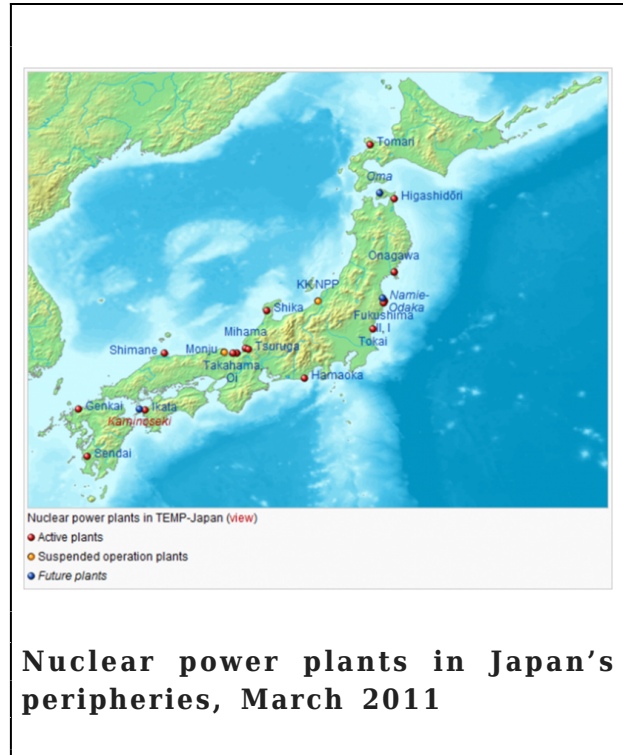 Tomari
Oma
Higashidōri
Onagawa
KK NPP
Namie-
Odaka
Shika
Fukushima
II, I
Mihama
Tokai
Shimane
Monju
Tsuruga
Takahama,
Oi
Hamaoka
Genkai
Ikata
Kaminoseki
Sendai
Nuclear power plants in TEMP-Japan (view)
Active plants
Suspended operation plants
Future plants
Nuclear power plants in Japan’s
peripheries, March 2011